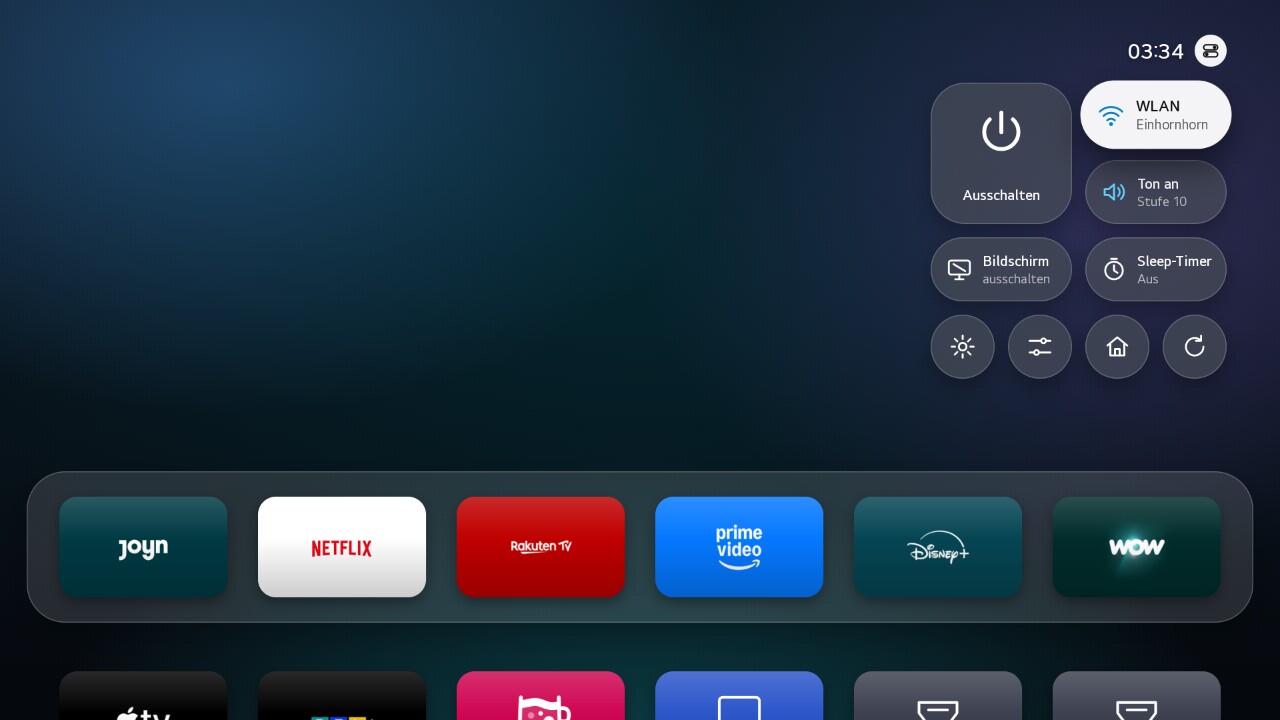 03:34
Ausschalten
WLAN
Einhornhorn
Ton an
Stufe 10
Bildschirm
ausschalten
Sleep-Timer
Aus
joyn
NETFLIX
Rakuten TV
prime
video
Disney+
WOW
tv